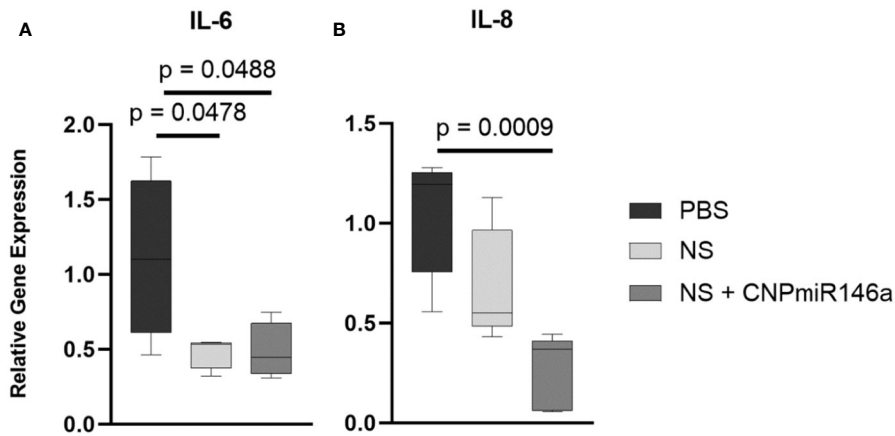 A
IL-6
p = 0.0488
p = 0.0478
Relative Gene Expression
2.0
1.5
1.0
0.5
0.0
B
IL-8
p = 0.0009
1.5
1.0
0.5
0.0
PBS
NS
NS + CNPmiR146a